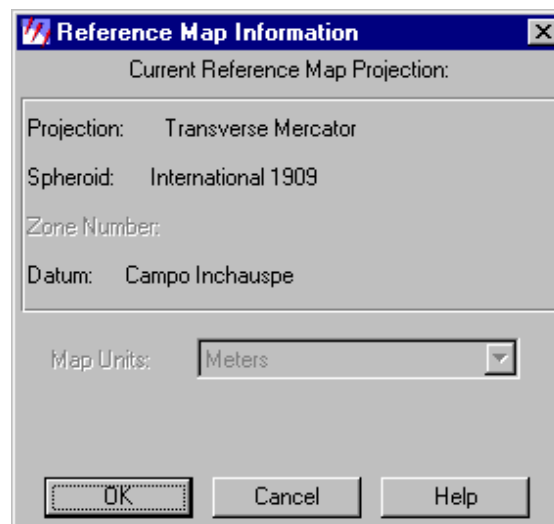 Reference Map Information
Current Reference Map Projection:
Projection: Transverse Mercator
Spheroid: International 1909
Zone Number:
Datum: Campo Inchauspe
Map Units: Meters
OK Cancel Help